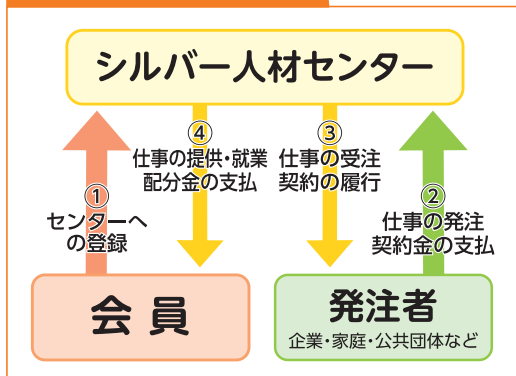 シルバー人材センター
④
仕事の提供・就業
配分金の支払
③
仕事の受注
契約の履行
①
センターへ
の登録
②
仕事の発注
契約金の支払
会員
発注者
企業・家庭・公共団体など